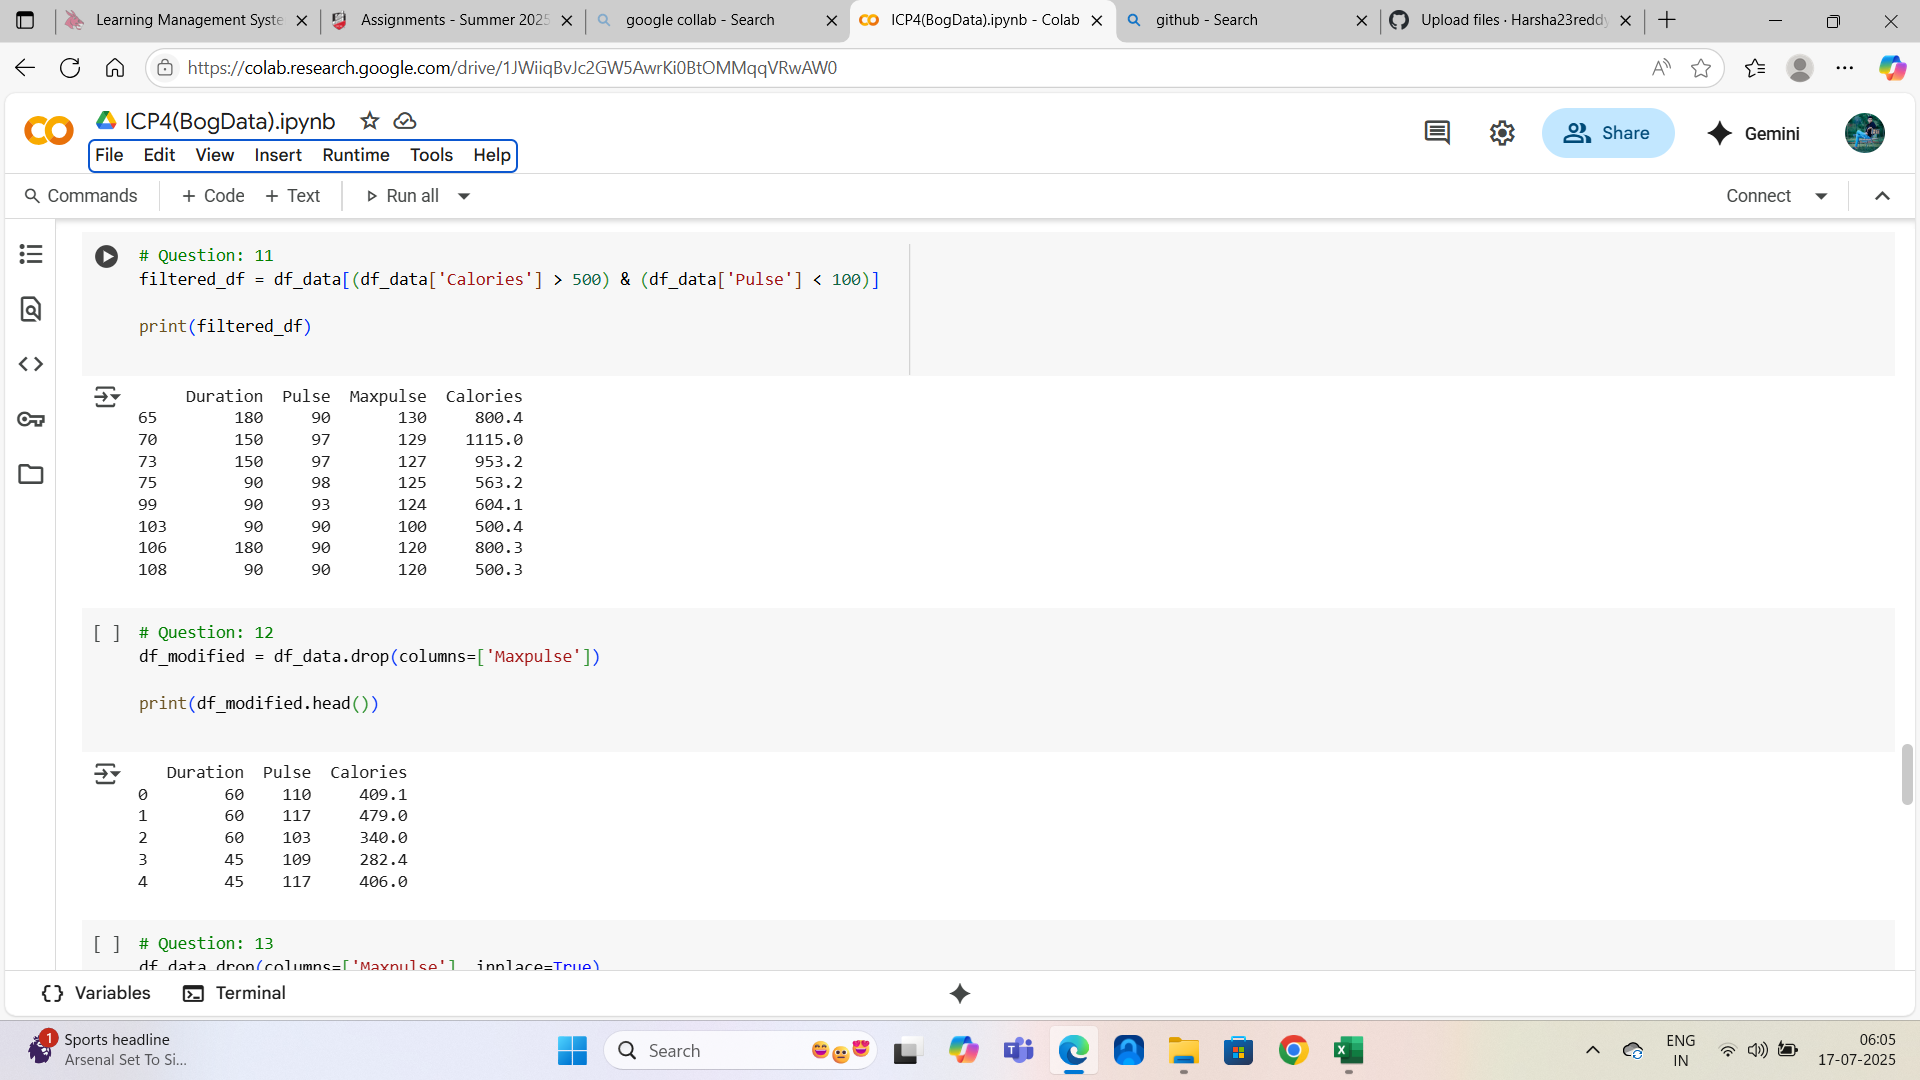 Learning Management Syste
Assignments - Summer 2025
google collab - Search
ICP4(BogData).ipynb - Colab
github - Search
Upload files · Harsha23reddy
https://colab.research.google.com/drive/1JWiiqBvJc2GW5AwrKi0BtOMMqqVRwAW0
ICP4(BogData).ipynb
File Edit View Insert Runtime Tools Help
Share
Gemini
Commands + Code + Text Run all
Connect
# Question: 11
filtered_df = df_data[(df_data['Calories'] > 500) & (df_data['Pulse'] < 100)]
print(filtered_df)
Duration Pulse Maxpulse Calories
65 180 90 130 800.4
70 150 97 129 1115.0
73 150 97 127 953.2
75 90 98 125 563.2
99 90 93 124 604.1
103 90 90 100 500.4
106 180 90 120 800.3
108 90 90 120 500.3
[ ] # Question: 12
df_modified = df_data.drop(columns=['Maxpulse'])
print(df_modified.head())
Duration Pulse Calories
0 60 110 409.1
1 60 117 479.0
2 60 103 340.0
3 45 109 282.4
4 45 117 406.0
[ ] # Question: 13
df_data.drop(columns=['Maxpulse'], inplace=True)
Variables Terminal
1
Sports headline
Arsenal Set To Si...
Search
ENG
IN
06:05
17-07-2025